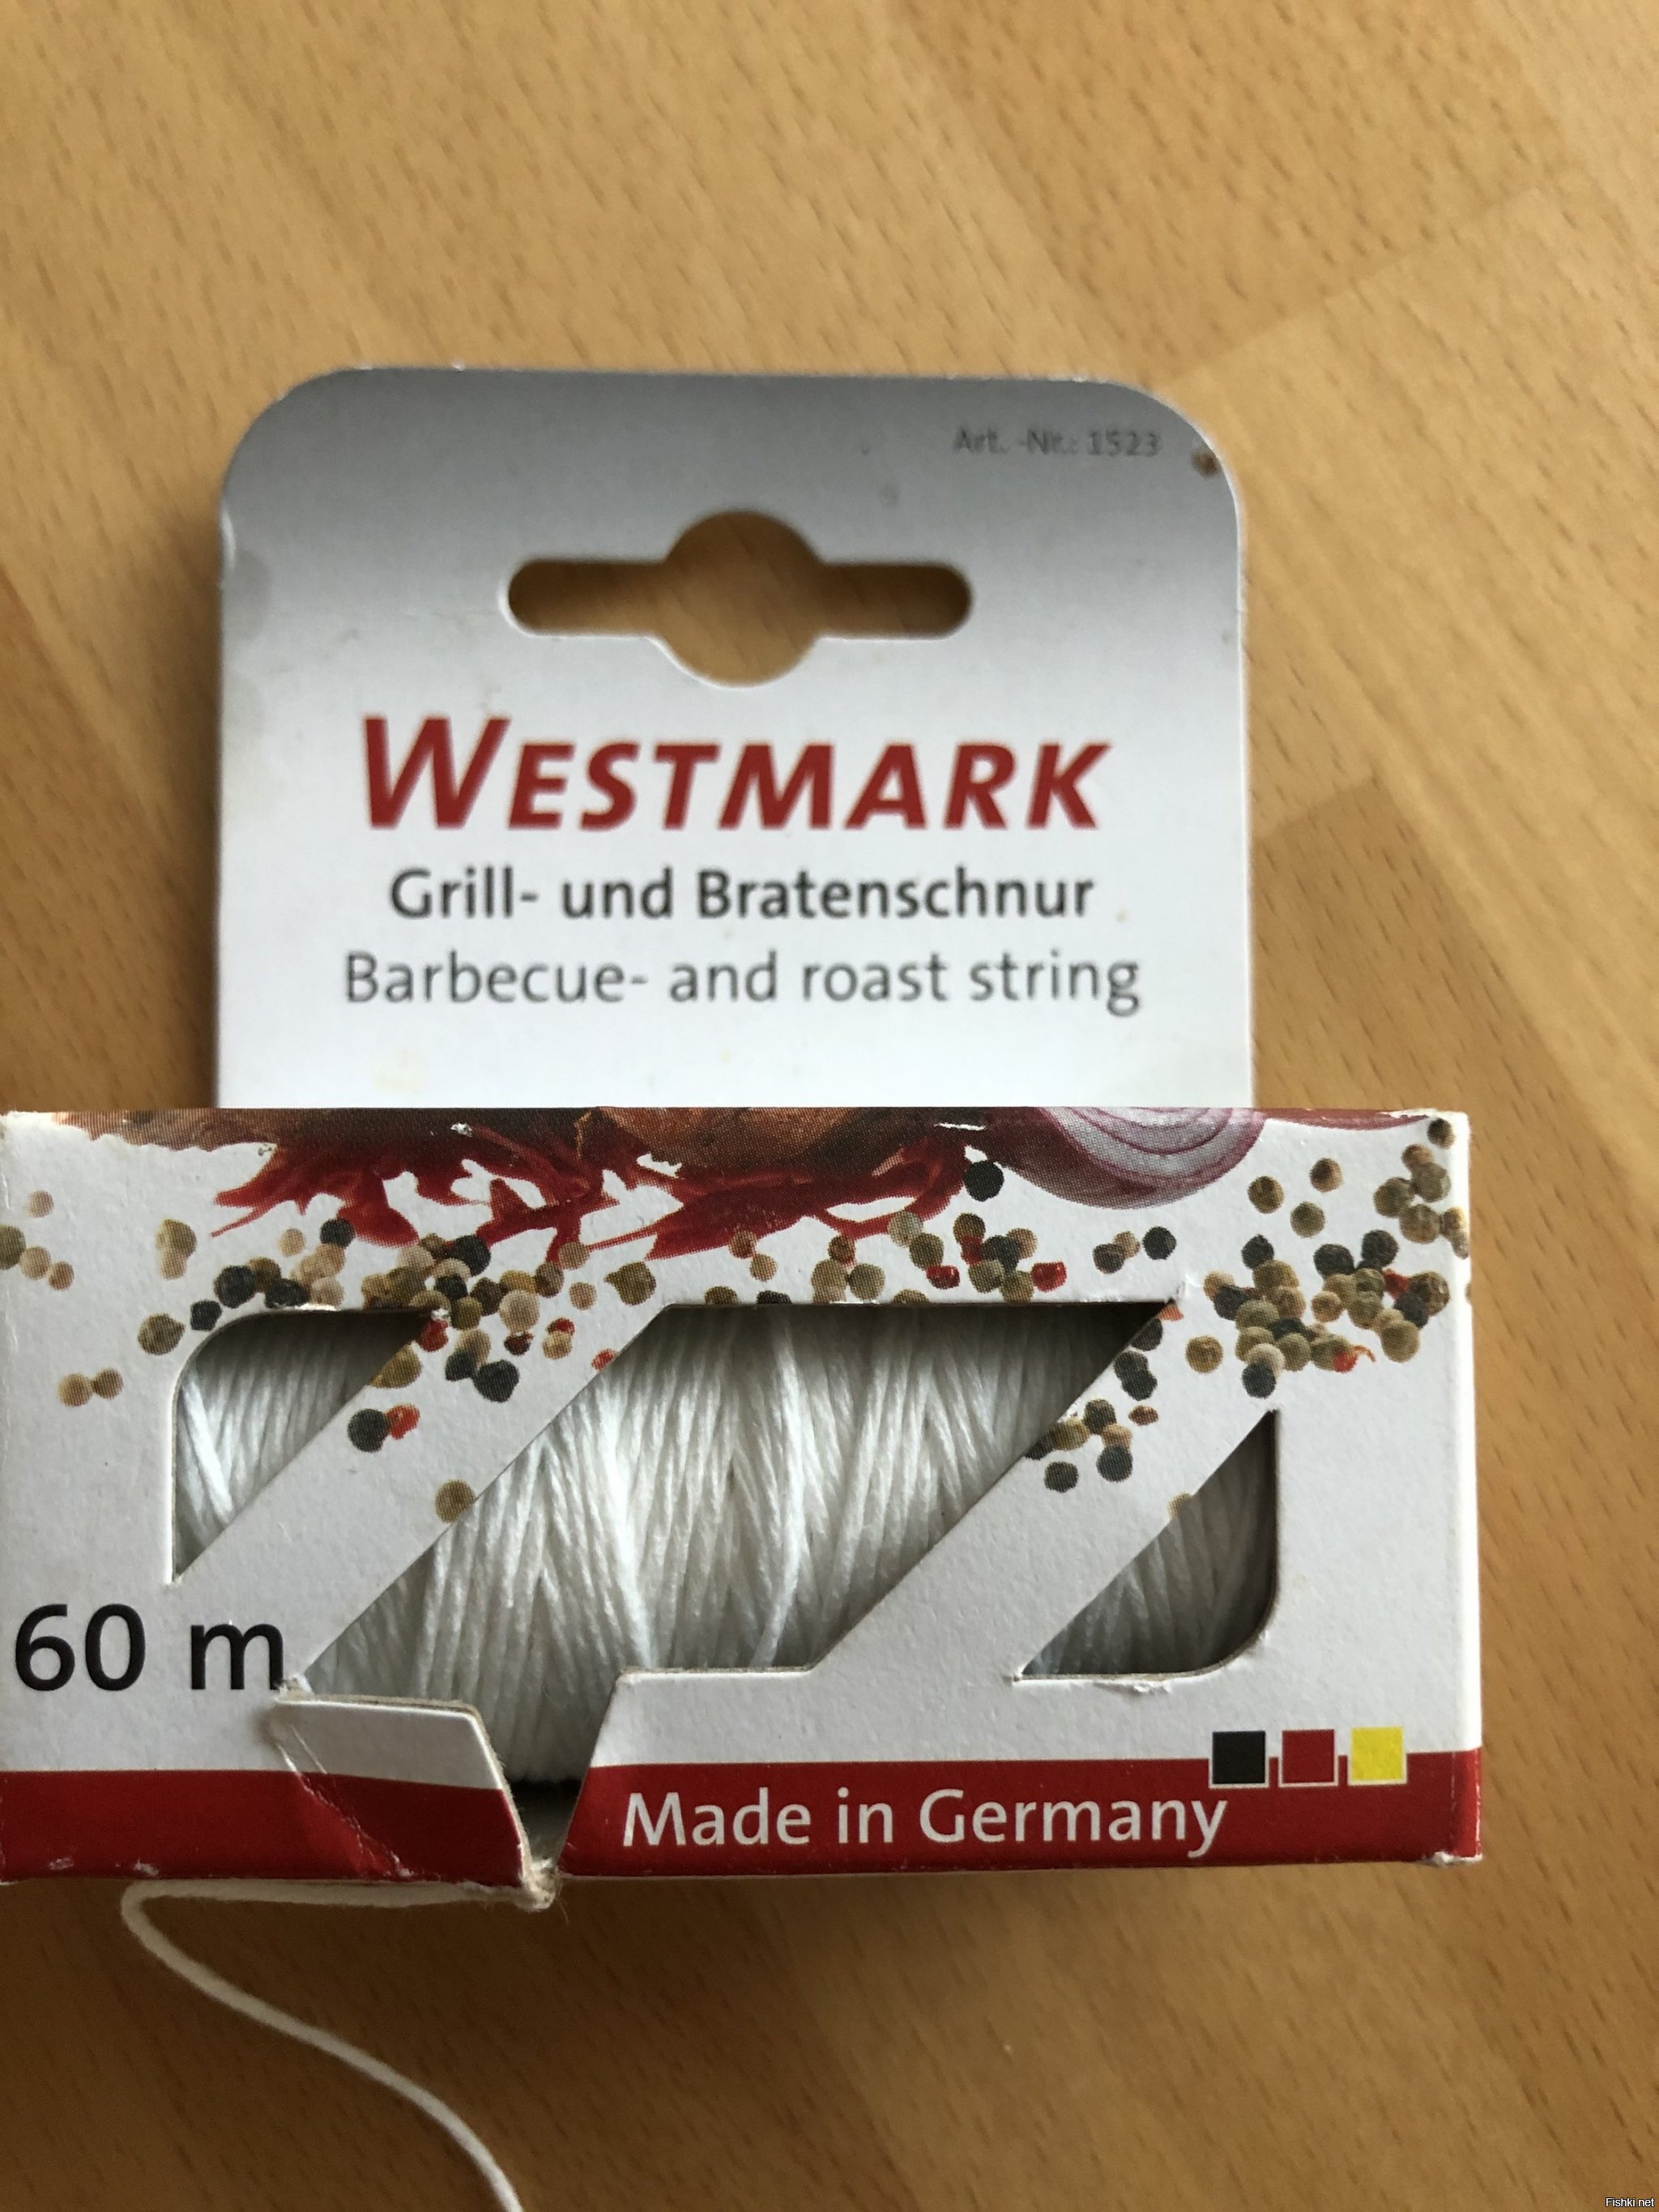 Art. -Nr.: 1523
WESTMARK
Grill- und Bratenschnur
Barbecue- and roast string
60 m
Made in Germany
Fishki.net